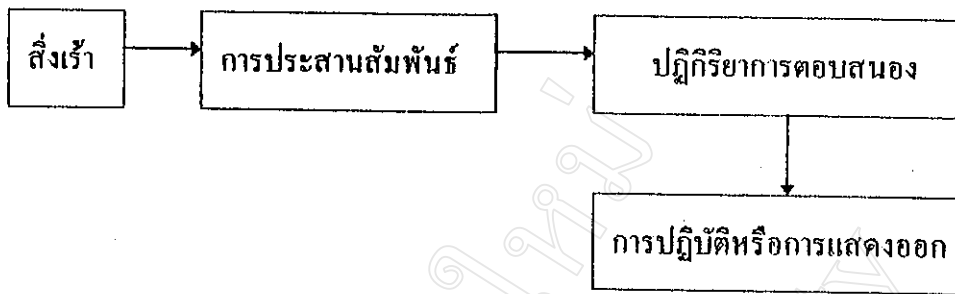 สิ่งเร้า
การประสานสัมพันธ์
ปฏิกิริยาการตอบสนอง
การปฏิบัติหรือการแสดงออก